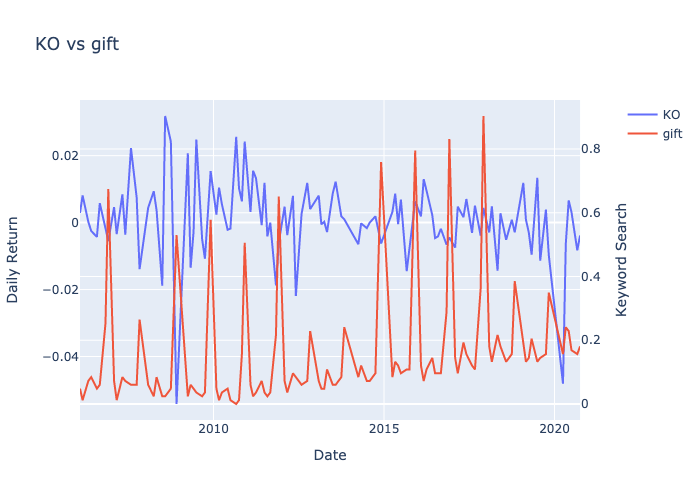 KO vs gift
KO
gift
0.02
0
−0.02
−0.04
0.8
0.6
0.4
0.2
0
Daily Return
Keyword Search
2010
2015
2020
Date